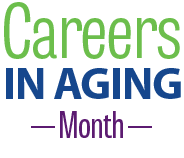 Careers
IN AGING
—Month—